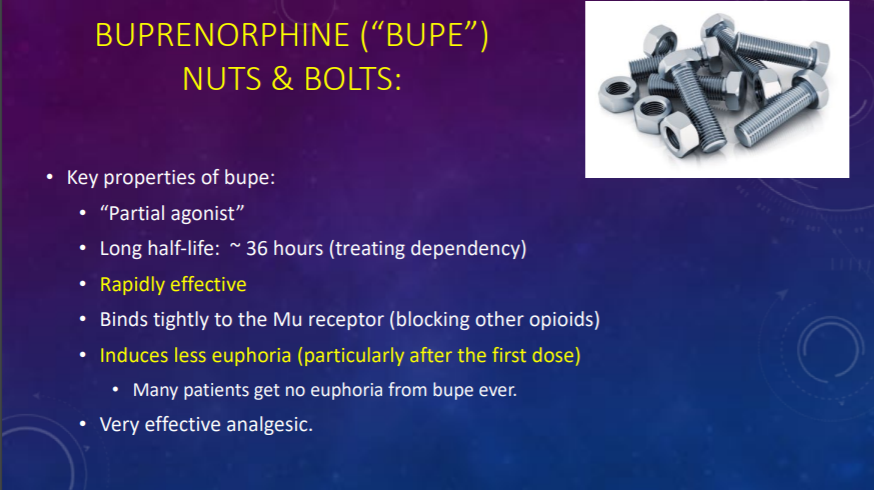 BUPRENORPHINE (“BUPE”)
NUTS & BOLTS:
• Key properties of bupe:
• “Partial agonist”
• Long half-life: ~ 36 hours (treating dependency)
• Rapidly effective
• Binds tightly to the Mu receptor (blocking other opioids)
• Induces less euphoria (particularly after the first dose)
• Many patients get no euphoria from bupe ever.
• Very effective analgesic.